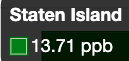 Staten Island
13.71 ppb